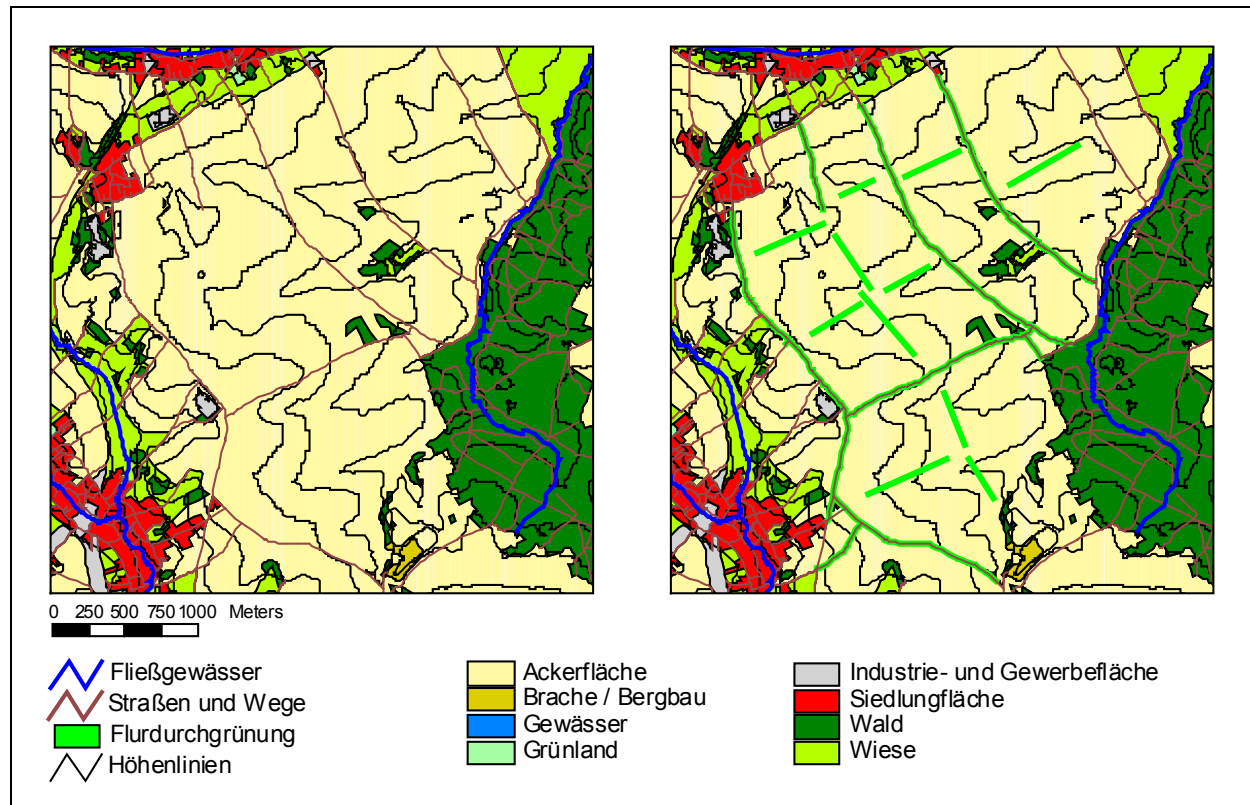 0 250 500 750 1000 Meters
Fließgewässer
Straßen und Wege
Flurdurchgrünung
Höhenlinien
Ackerfläche
Brache / Bergbau
Gewässer
Grünland
Industrie- und Gewerbefläche
Siedlungfläche
Wald
Wiese